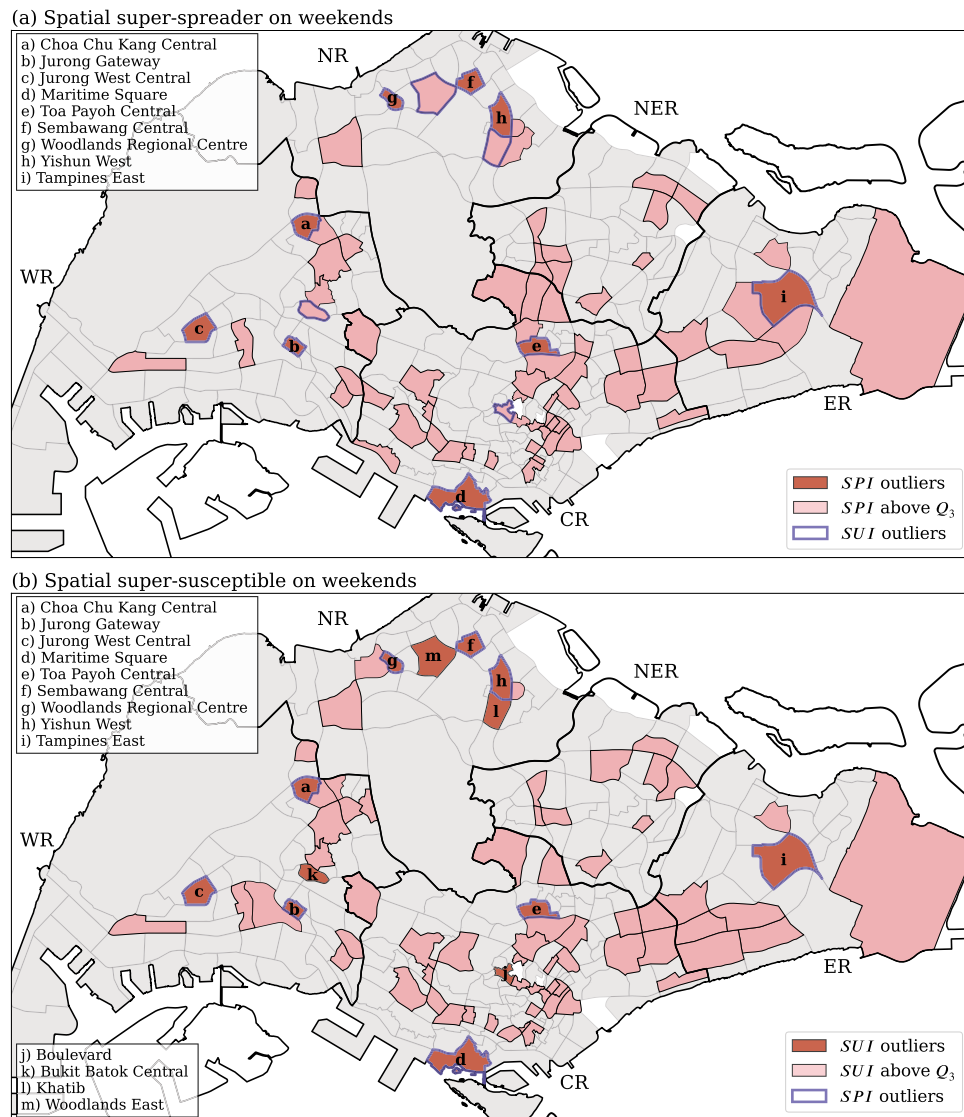 (a) Spatial super-spreader on weekends
a) Choa Chu Kang Central
b) Jurong Gateway
c) Jurong West Central
d) Maritime Square
e) Toa Payoh Central
f) Sembawang Central
g) Woodlands Regional Centre
h) Yishun West
i) Tampines East
NR
f
g
h
NER
a
WR
i
c
b
e
ER
d
CR
SPI outliers
SPI above Q3
SUI outliers
(b) Spatial super-susceptible on weekends
a) Choa Chu Kang Central
b) Jurong Gateway
c) Jurong West Central
d) Maritime Square
e) Toa Payoh Central
f) Sembawang Central
g) Woodlands Regional Centre
h) Yishun West
i) Tampines East
NR
f
m
g
h
NER
l
a
WR
i
k
c
b
e
ER
j
d
CR
j) Boulevard
k) Bukit Batok Central
l) Khatib
m) Woodlands East
SUI outliers
SUI above Q3
SPI outliers